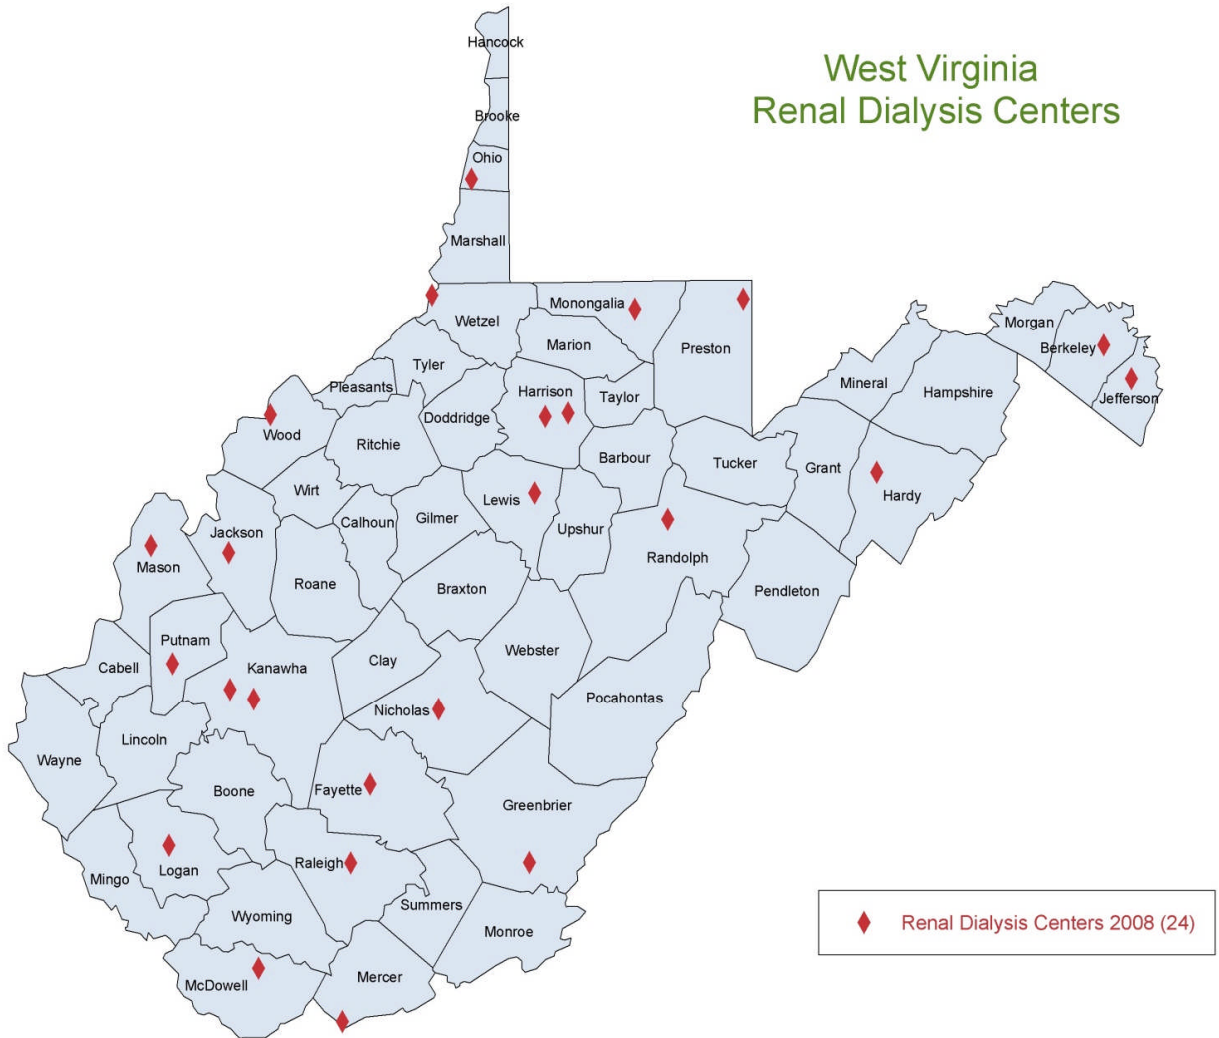 West Virginia
Renal Dialysis Centers
Hancock
Brooke
Ohio
Marshall
Wetzel
Monongalia
Marion
Preston
Morgan
Berkeley
Jefferson
Mineral
Hampshire
Tyler
Pleasants
Doddridge
Harrison
Taylor
Wood
Ritchie
Barbour
Tucker
Grant
Hardy
Wirt
Calhoun
Gilmer
Lewis
Upshur
Randolph
Jackson
Mason
Roane
Braxton
Pendleton
Putnam
Cabell
Kanawha
Clay
Webster
Pocahontas
Nicholas
Lincoln
Wayne
Boone
Fayette
Greenbrier
Logan
Raleigh
Mingo
Wyoming
Summers
Monroe
McDowell
Mercer
Renal Dialysis Centers 2008 (24)